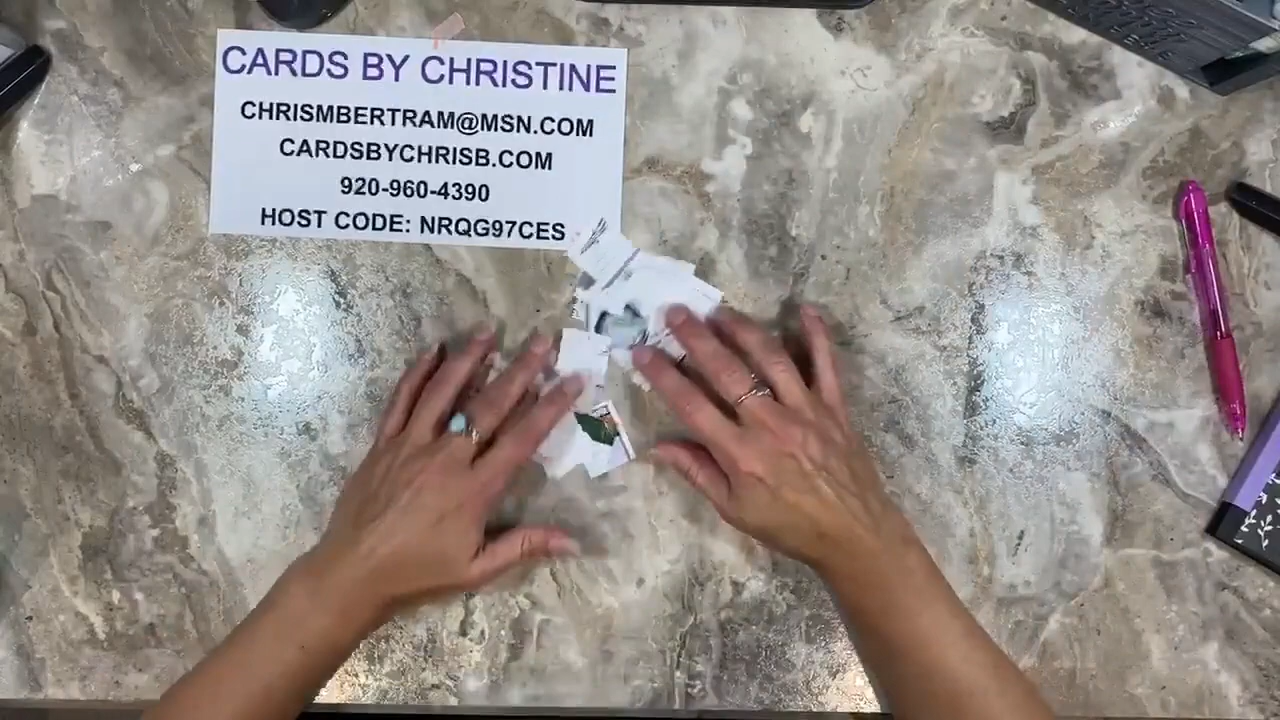 CARDS BY CHRISTINE
CHRISMBERTRAM@MSN.COM
CARDSBYCHRISB.COM
920-960-4390
HOST CODE: NRQG97CES